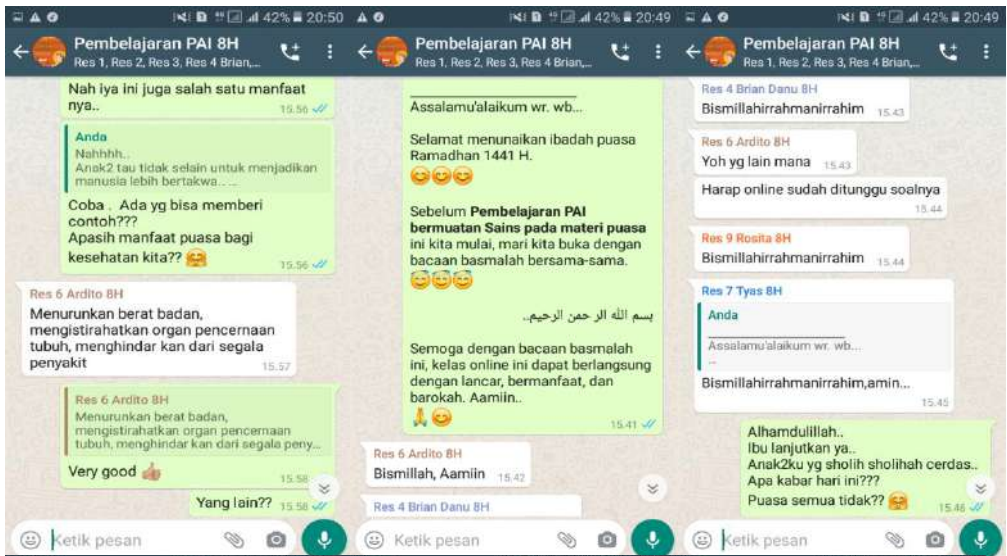 42% 20:50
Pembelajaran PAI 8H
Res 1, Res 2, Res 3, Res 4 Brian,...
Nah iya ini juga salah satu manfaat
nya.. 15.56
Anda
Nahhhh..
Anak2 tau tidak selain untuk menjadikan
manusia lebih bertakwa.. ...
Coba . Ada yg bisa memberi
contoh???
Apasih manfaat puasa bagi
kesehatan kita?? 🤗 15.56
Res 6 Ardito 8H
Menurunkan berat badan,
mengistirahatkan organ pencernaan
tubuh, menghindar kan dari segala
penyakit 15.57
Res 6 Ardito 8H
Menurunkan berat badan,
mengistirahatkan organ pencernaan
tubuh, menghindar kan dari segala peny...
Very good 👍 15.58
Yang lain?? 15.58
Ketik pesan
42% 20:49
Pembelajaran PAI 8H
Res 1, Res 2, Res 3, Res 4 Brian,...
Assalamu'alaikum wr. wb...
Selamat menunaikan ibadah puasa
Ramadhan 1441 H.
😊😊😊
Sebelum Pembelajaran PAI
bermuatan Sains pada materi puasa
ini kita mulai, mari kita buka dengan
bacaan basmalah bersama-sama.
😇😇😇
بسم الله الر حمن الرحيم..
Semoga dengan bacaan basmalah
ini, kelas online ini dapat berlangsung
dengan lancar, bermanfaat, dan
barokah. Aamiin..
🙏😊 15.41
Res 6 Ardito 8H
Bismillah, Aamiin 15.42
Res 4 Brian Danu 8H
Ketik pesan
42% 20:49
Pembelajaran PAI 8H
Res 1, Res 2, Res 3, Res 4 Brian,...
Res 4 Brian Danu 8H
Bismillahirrahmanirrahim 15.43
Res 6 Ardito 8H
Yoh yg lain mana 15.43
Harap online sudah ditunggu soalnya
15.44
Res 9 Rosita 8H
Bismillahirrahmanirrahim 15.44
Res 7 Tyas 8H
Anda
Assalamu'alaikum wr. wb...
...
Bismillahirrahmanirrahim,amin...
15.45
Alhamdulillah..
Ibu lanjutkan ya..
Anak2ku yg sholih sholihah cerdas..
Apa kabar hari ini???
Puasa semua tidak?? 🤗 15.46
Ketik pesan